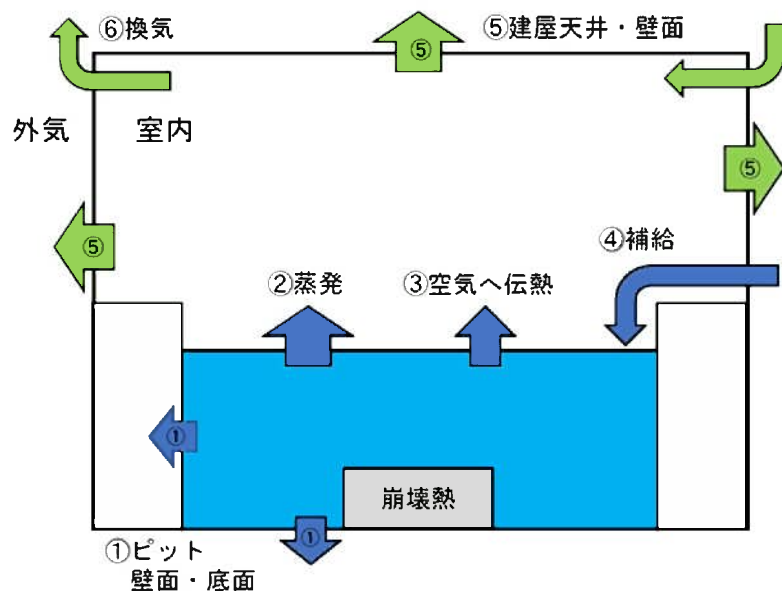 ⑥換気
⑤
⑤建屋天井・壁面
外気
室内
⑤
⑤
④補給
②蒸発
③空気へ伝熱
①
崩壊熱
①
①ピット
壁面・底面